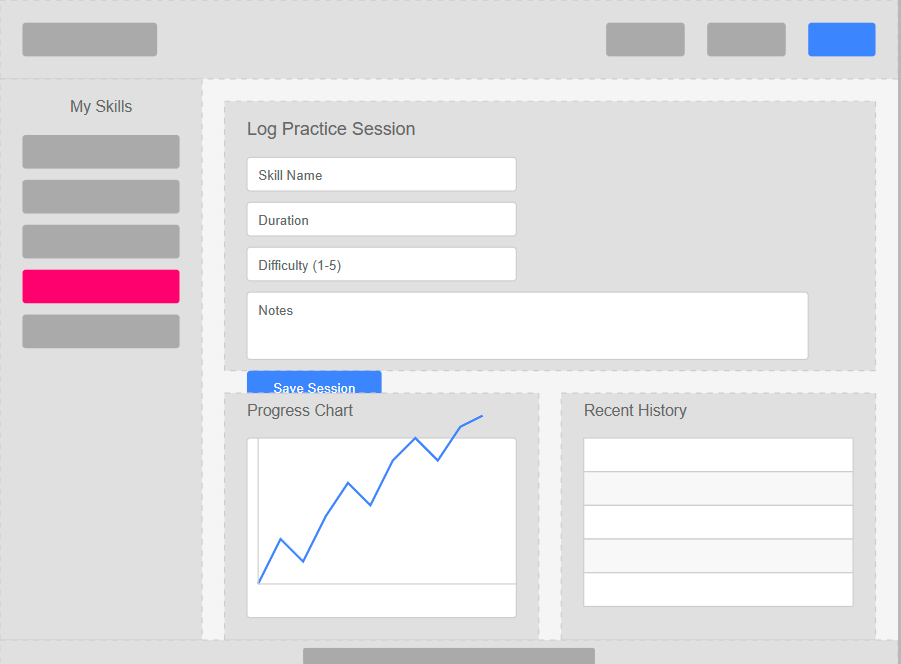 My Skills
Log Practice Session
Skill Name
Duration
Difficulty (1-5)
Notes
Save Session
Progress Chart
Recent History